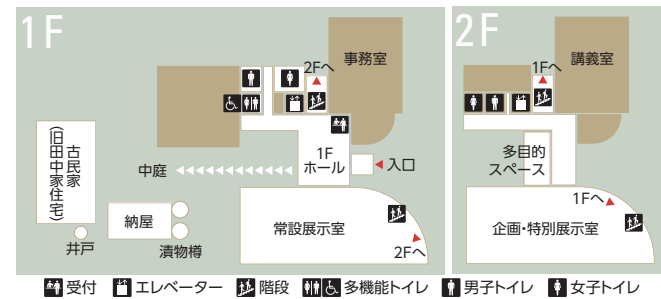 1F
事務室
2Fへ
1F
ホール
入口
中庭
古民家
(旧田中家住宅)
納屋
井戸
漬物樽
常設展示室
2Fへ
2F
講義室
1Fへ
多目的
スペース
1Fへ
企画・特別展示室
受付 エレベーター 階段 多機能トイレ 男子トイレ 女子トイレ